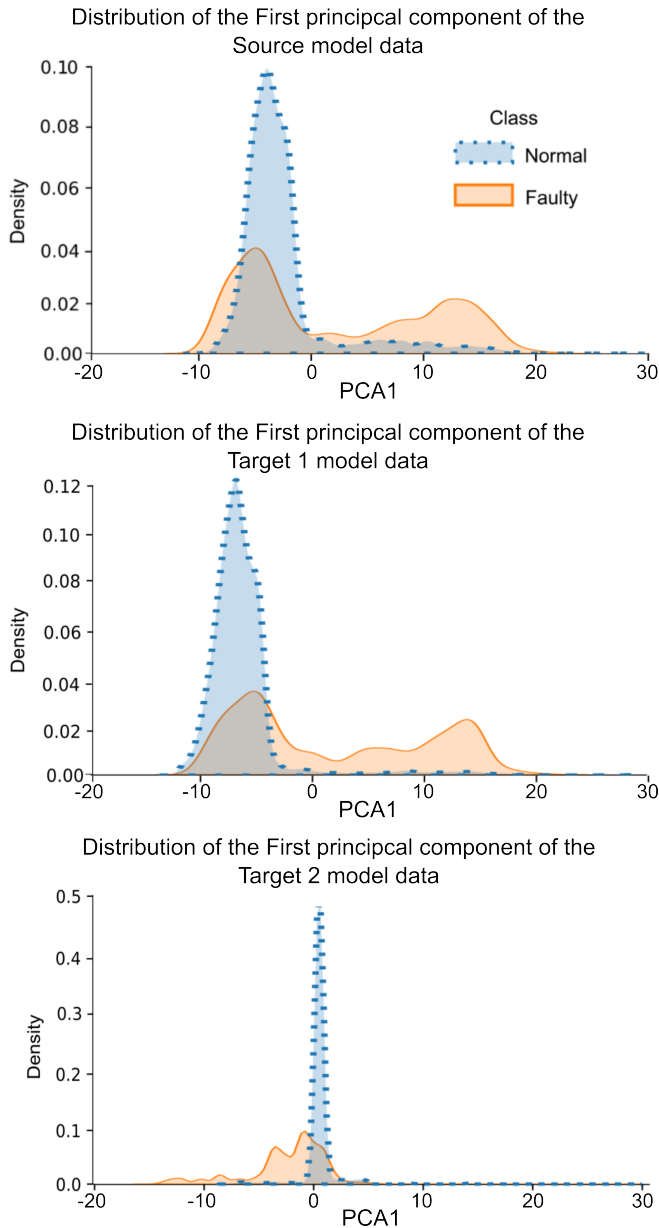 Distribution of the First principcal component of the
Source model data
0.10
0.08
0.06
0.04
0.02
0.00
Density
Class
Normal
Faulty
-20
-10
0
10
20
30
PCA1
Distribution of the First principcal component of the
Target 1 model data
0.12
0.10
0.08
0.06
0.04
0.02
0.00
Density
-20
-10
0
10
20
30
PCA1
Distribution of the First principcal component of the
Target 2 model data
0.5
0.4
0.3
0.2
0.1
0.0
Density
-20
-10
0
10
20
30
PCA1